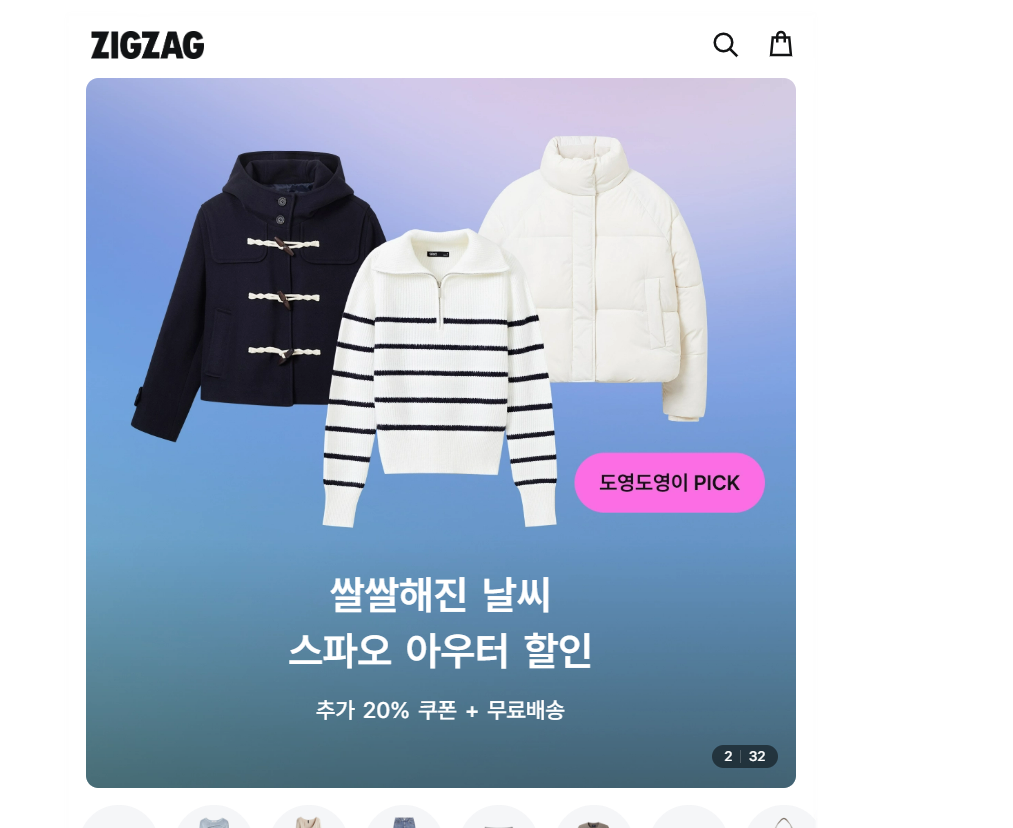 ZIGZAG
도영도영이 PICK
쌀쌀해진 날씨
스파오 아우터 할인
추가 20% 쿠폰 + 무료배송
2 | 32